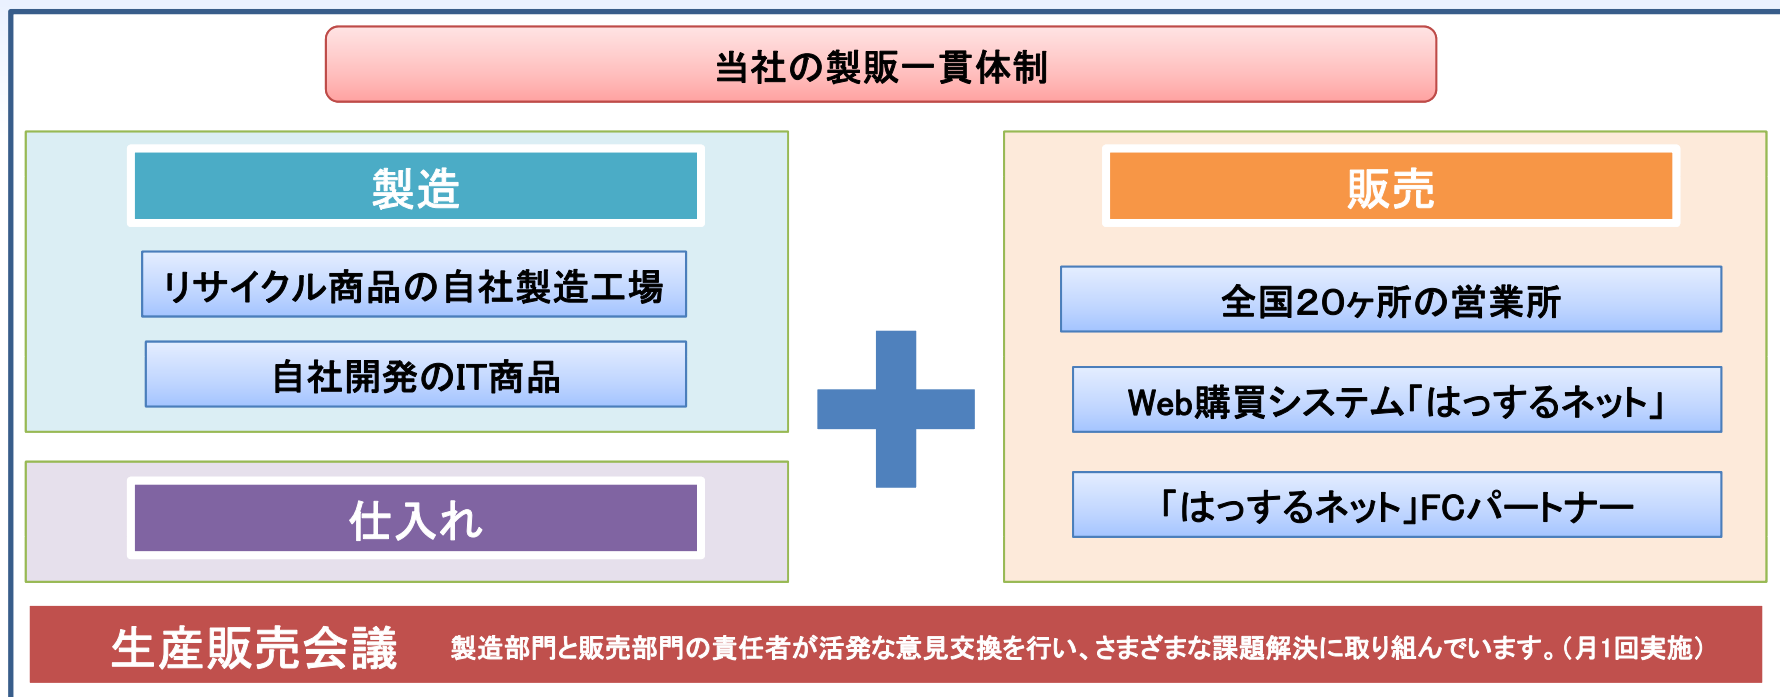 当社の製販一貫体制
製造
リサイクル商品の自社製造工場
自社開発のIT商品
仕入れ
販売
全国20ヶ所の営業所
Web購買システム「はっするネット」
「はっするネット」FCパートナー
生産販売会議 製造部門と販売部門の責任者が活発な意見交換を行い、さまざまな課題解決に取り組んでいます。（月1回実施）